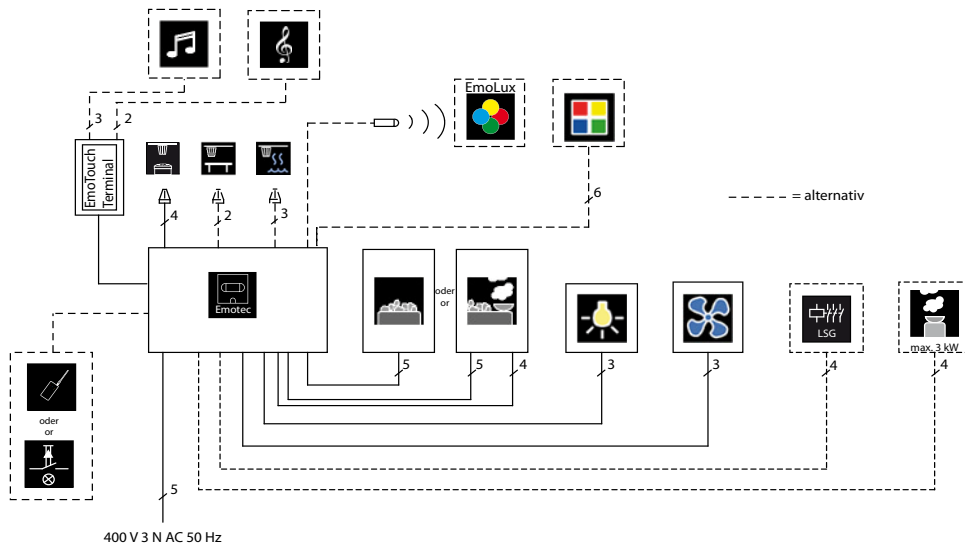 EmoLux
3
2
EmoTouch
Terminal
6
= alternativ
4
2
3
Emotec
oder
or
LSG
max. 3 kW
5
5
4
3
3
4
4
oder
or
5
400 V 3 N AC 50 Hz